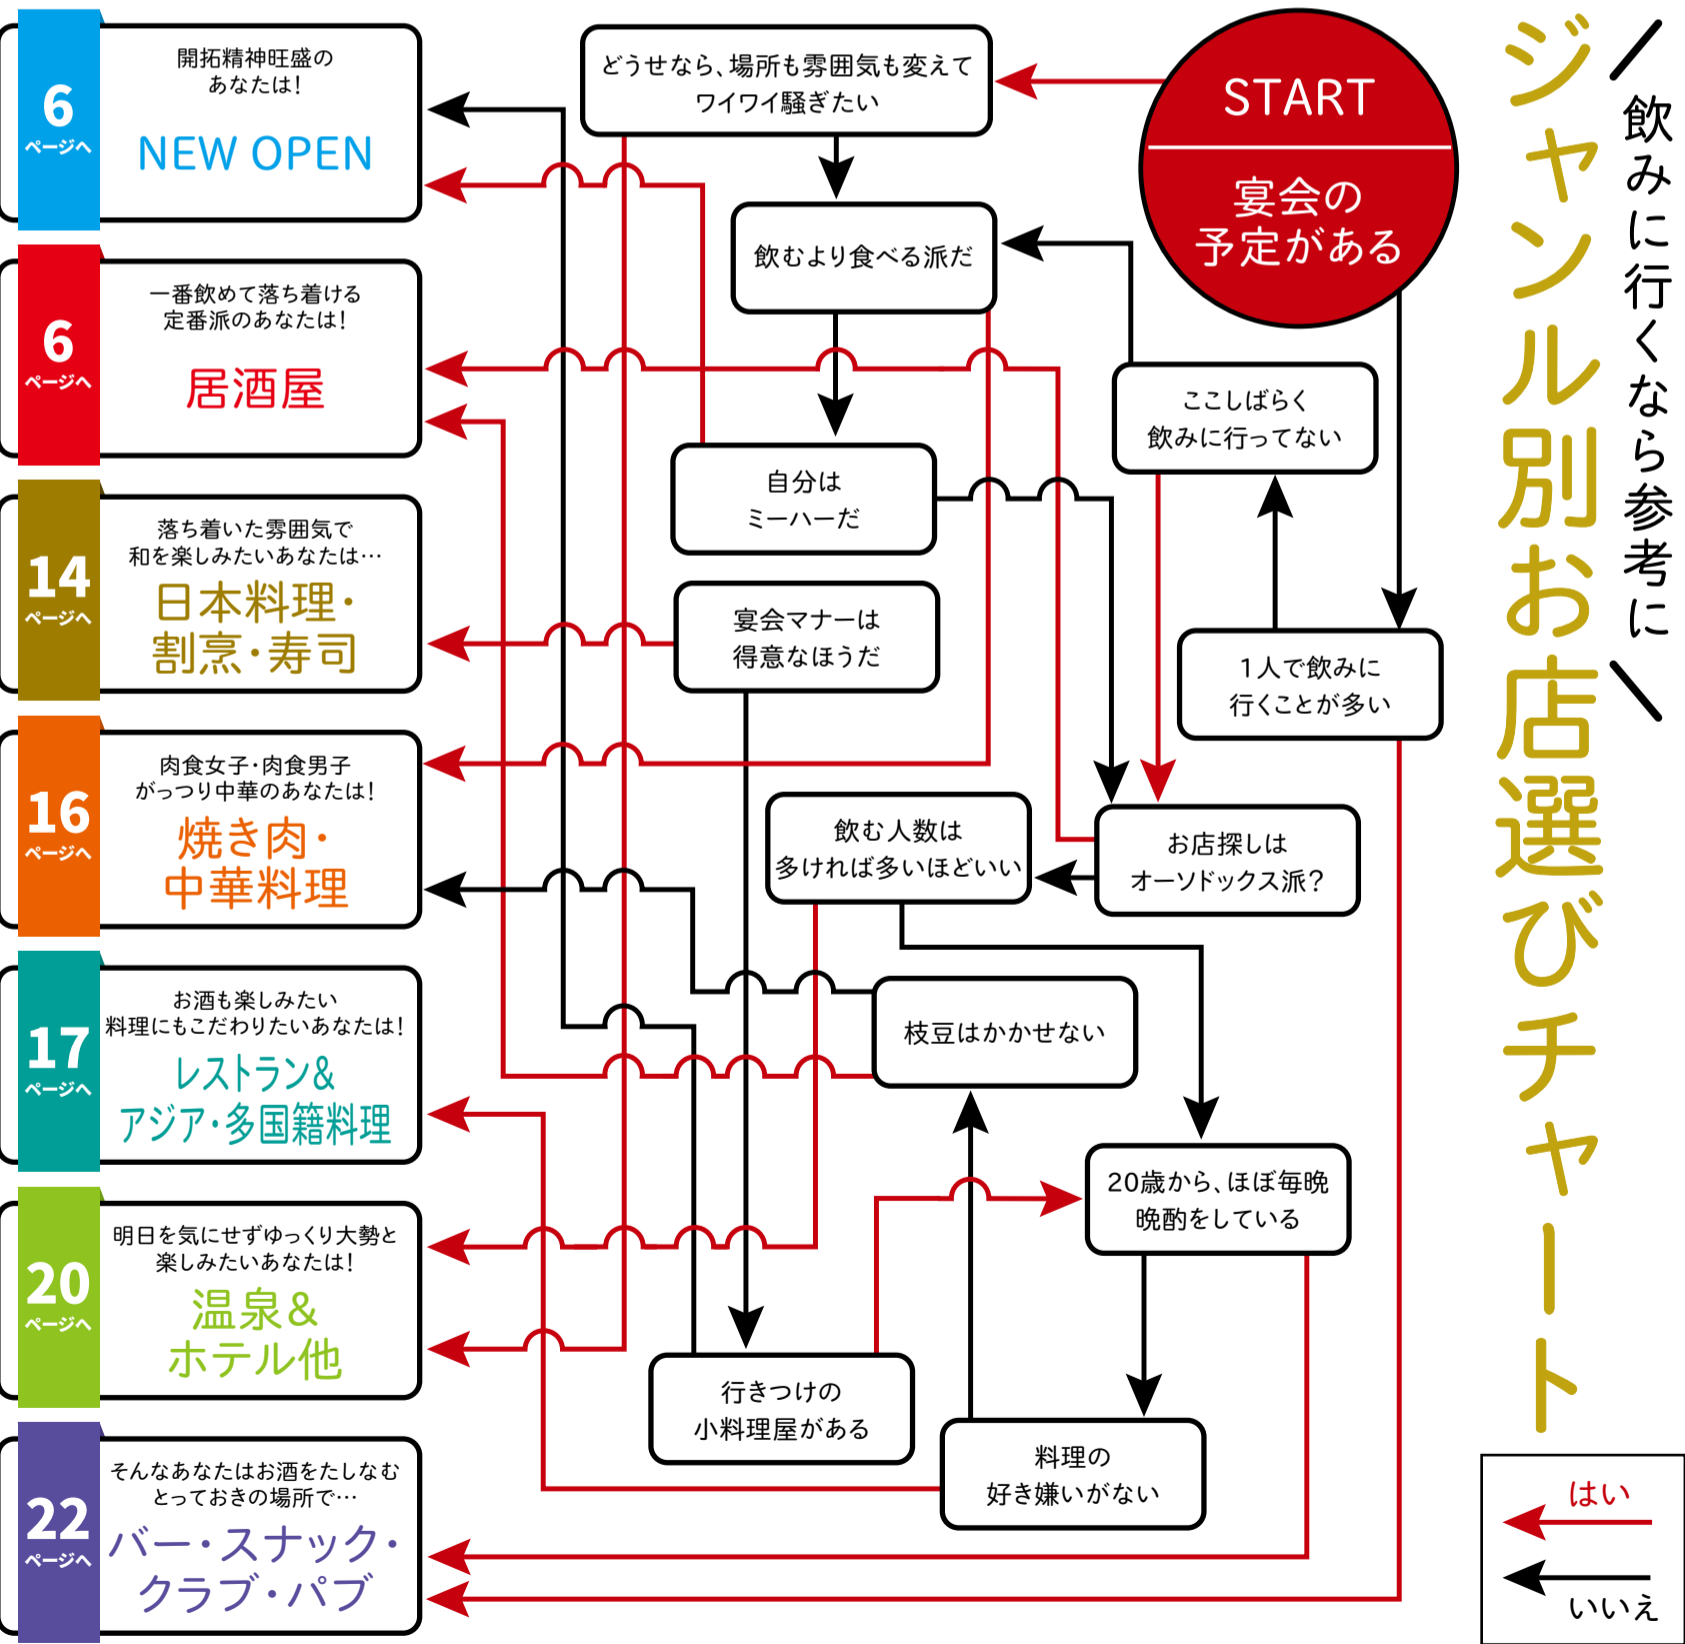 飲みに行くなら参考に
ジャンル別お店選びチャート
START
宴会の
予定がある
どうせなら、場所も雰囲気も変えて
ワイワイ騒ぎたい
飲むより食べる派だ
ここしばらく
飲みに行ってない
自分は
ミーハーだ
宴会マナーは
得意なほうだ
1人で飲みに
行くことが多い
飲む人数は
多ければ多いほどいい
お店探しは
オーソドックス派?
枝豆はかかせない
20歳から、ほぼ毎晩
晩酌をしている
行きつけの
小料理屋がある
料理の
好き嫌いがない
はい
いいえ
6
ページへ
開拓精神旺盛の
あなたは!
NEW OPEN
6
ページへ
一番飲めて落ち着ける
定番派のあなたは!
居酒屋
14
ページへ
落ち着いた雰囲気で
和を楽しみたいあなたは…
日本料理・
割烹・寿司
16
ページへ
肉食女子・肉食男子
がっつり中華のあなたは!
焼き肉・
中華料理
17
ページへ
お酒も楽しみたい
料理にもこだわりたいあなたは!
レストラン&
アジア・多国籍料理
20
ページへ
明日を気にせずゆっくり大勢と
楽しみたいあなたは!
温泉&
ホテル他
22
ページへ
そんなあなたはお酒をたしなむ
とっておきの場所で…
バー・スナック・
クラブ・パブ